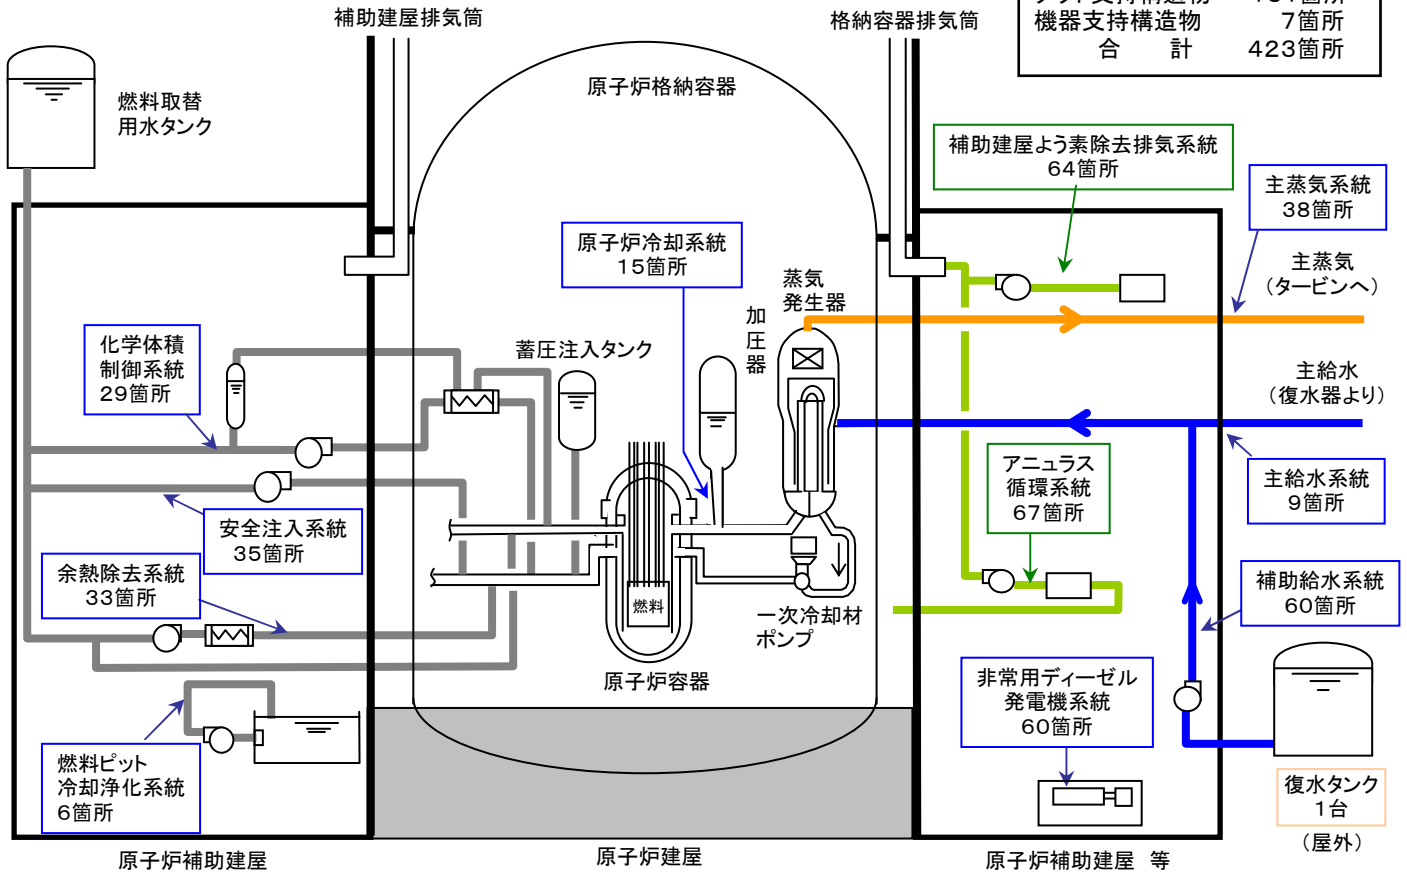 補助建屋排気筒
格納容器排気筒
機器支持構造物 7箇所
合 計 423箇所
燃料取替
用水タンク
原子炉格納容器
補助建屋よう素除去排気系統
64箇所
主蒸気系統
38箇所
原子炉冷却系統
15箇所
蒸気
発生器
主蒸気
(タービンへ)
加圧器
化学体積
制御系統
29箇所
蓄圧注入タンク
主給水
(復水器より)
アニュラス
循環系統
67箇所
主給水系統
9箇所
安全注入系統
35箇所
余熱除去系統
33箇所
補助給水系統
60箇所
燃料
一次冷却材
ポンプ
原子炉容器
非常用ディーゼル
発電機系統
60箇所
燃料ピット
冷却浄化系統
6箇所
復水タンク
1台
(屋外)
原子炉補助建屋
原子炉建屋
原子炉補助建屋 等